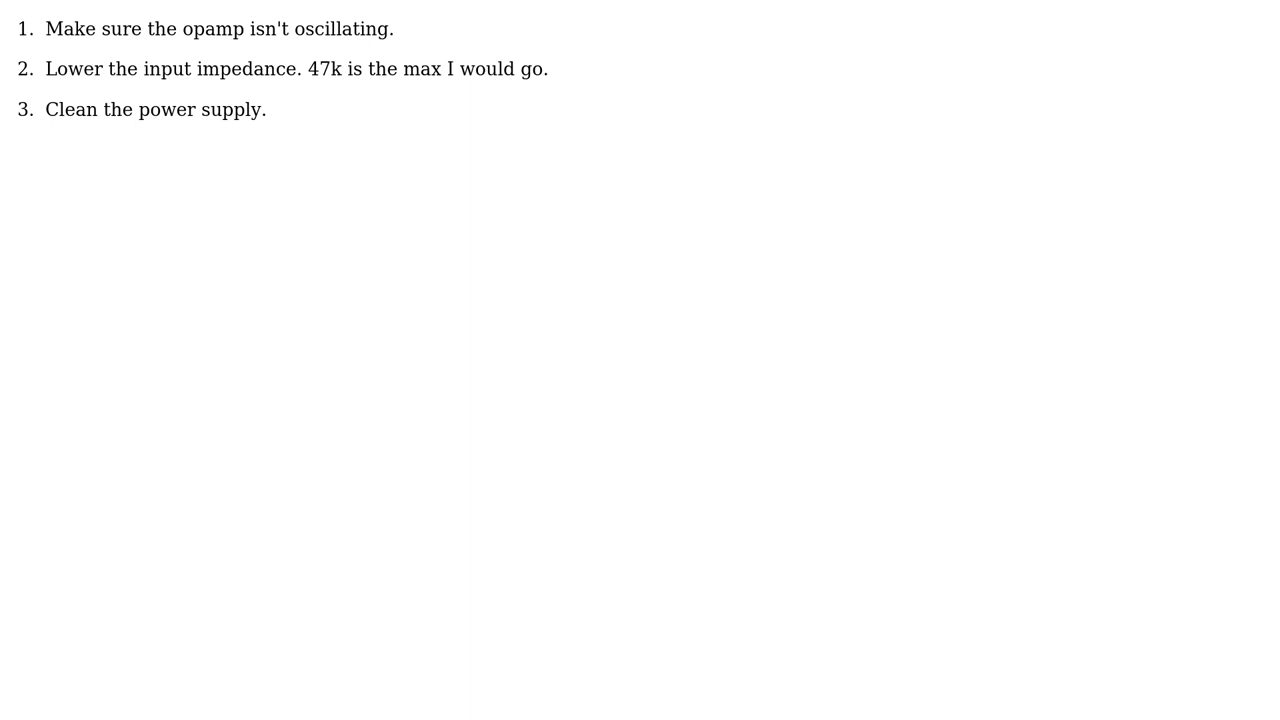 1. Make sure the opamp isn't oscillating.
2. Lower the input impedance. 47k is the max I would go.
3. Clean the power supply.